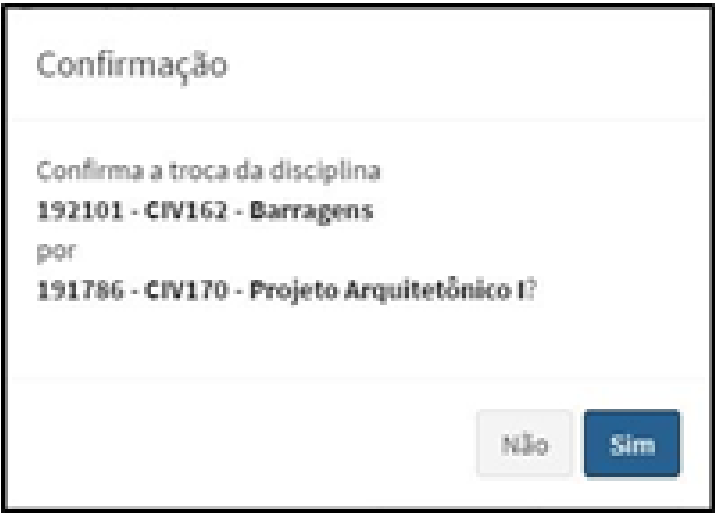 Confirmação
Confirma a troca da disciplina
192101 - CIV162 - Barragens
por
191786 - CIV170 - Projeto Arquitetônico I?
Não
Sim